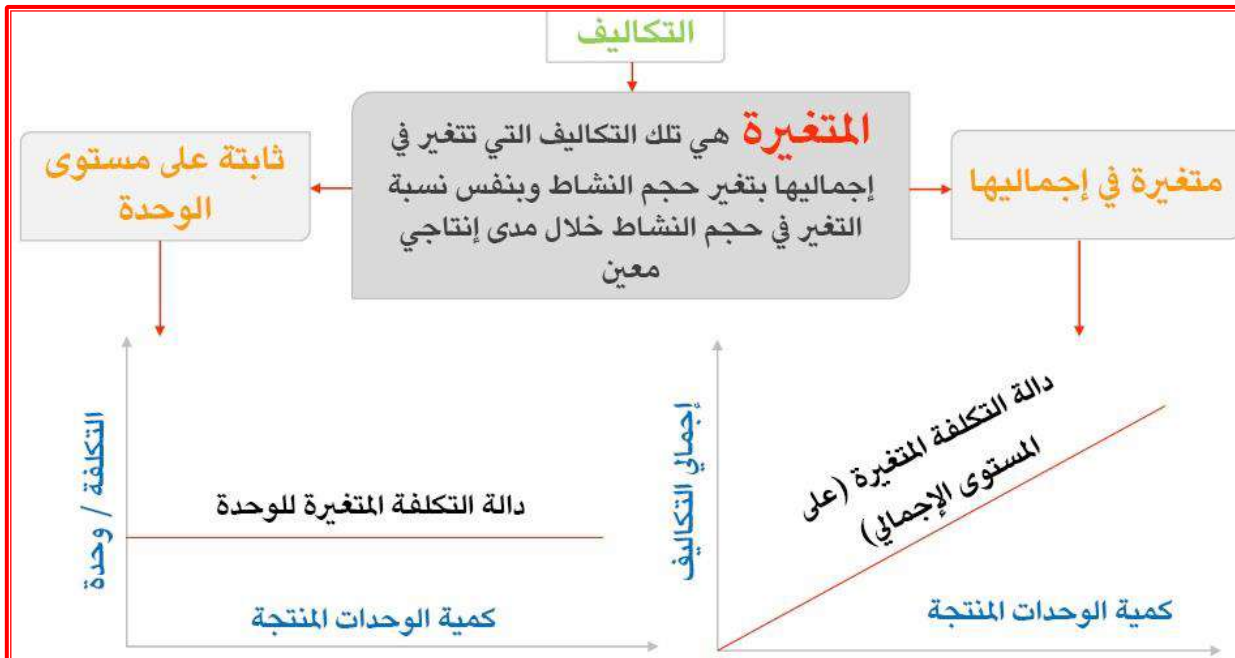 التكاليف
المتغيرة هي تلك التكاليف التي تتغير في
إجماليها بتغير حجم النشاط وبنفس نسبة
التغير في حجم النشاط خلال مدى إنتاجي
معين
متغيرة في إجماليها
ثابتة على مستوى
الوحدة
إجمالي التكاليف
دالة التكلفة المتغيرة (على
المستوى الإجمالي)
كمية الوحدات المنتجة
التكلفة / وحدة
دالة التكلفة المتغيرة للوحدة
كمية الوحدات المنتجة